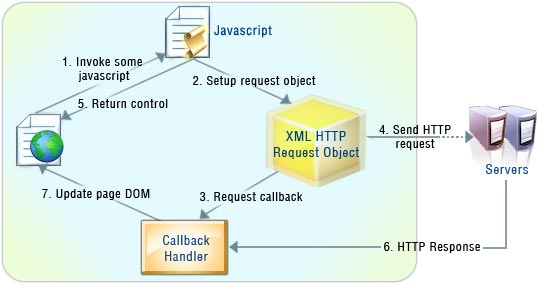 Javascript
1. Invoke some
javascript
2. Setup request object
5. Return control
XML HTTP
Request Object
4. Send HTTP
request
Servers
7. Update page DOM
3. Request callback
Callback
Handler
6. HTTP Response